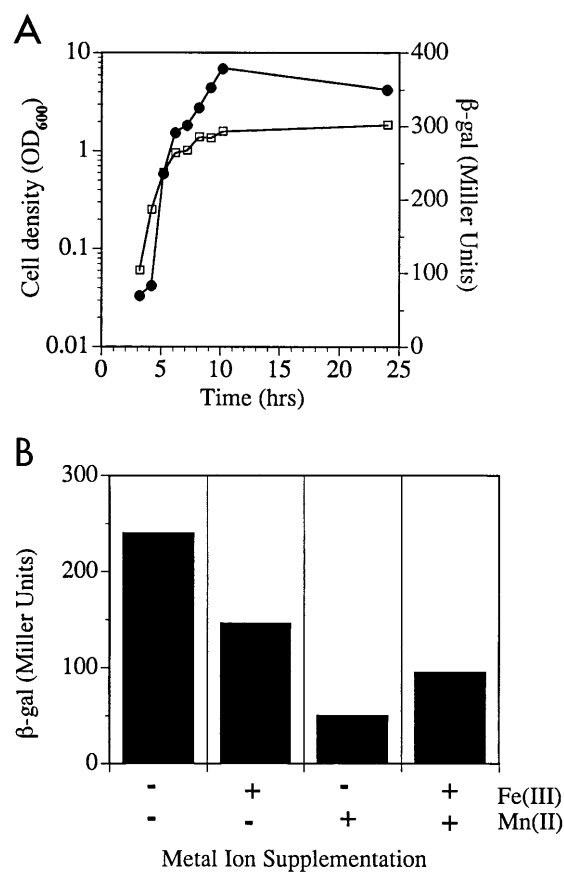 A
10
1
0.1
0.01
Cell density (OD600)
400
300
200
100
0
β-gal (Miller Units)
0 5 10 15 20 25
Time (hrs)
B
300
200
100
0
β-gal (Miller Units)
- + - + Fe(III)
- - + + Mn(II)
Metal Ion Supplementation